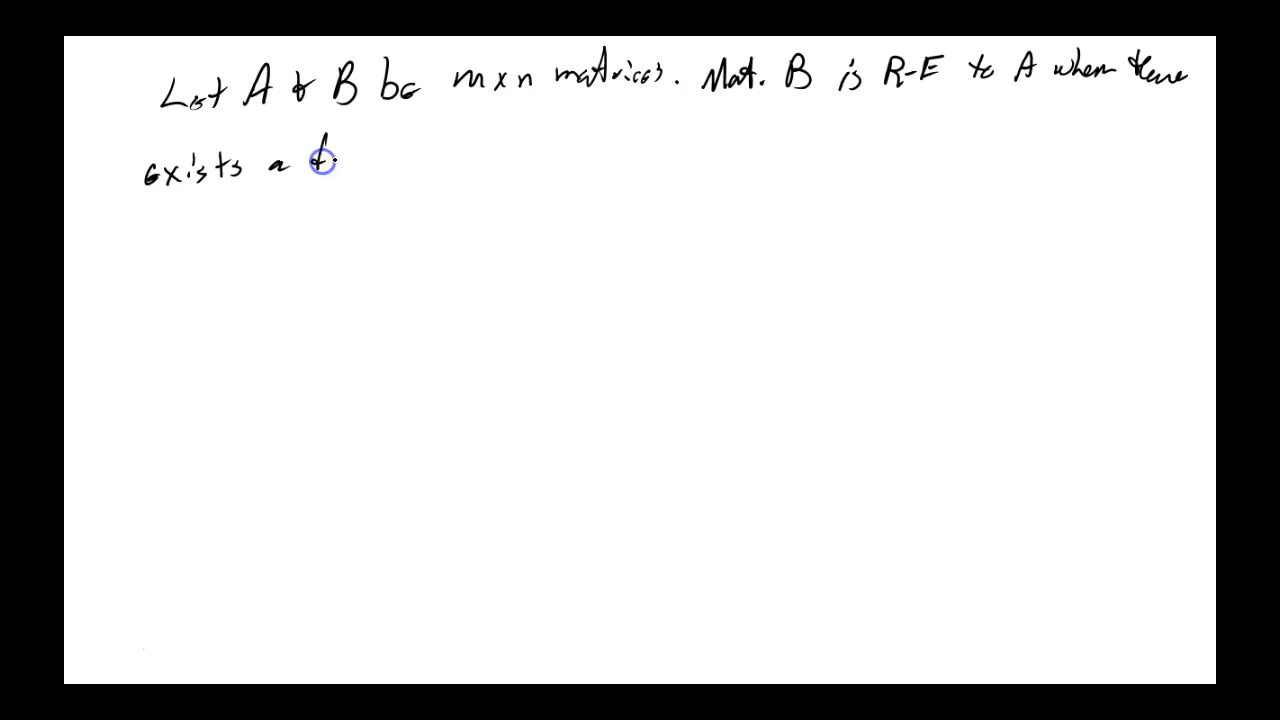 Let A & B be m x n matrices. Mat. B is R-E to A when there
exists a